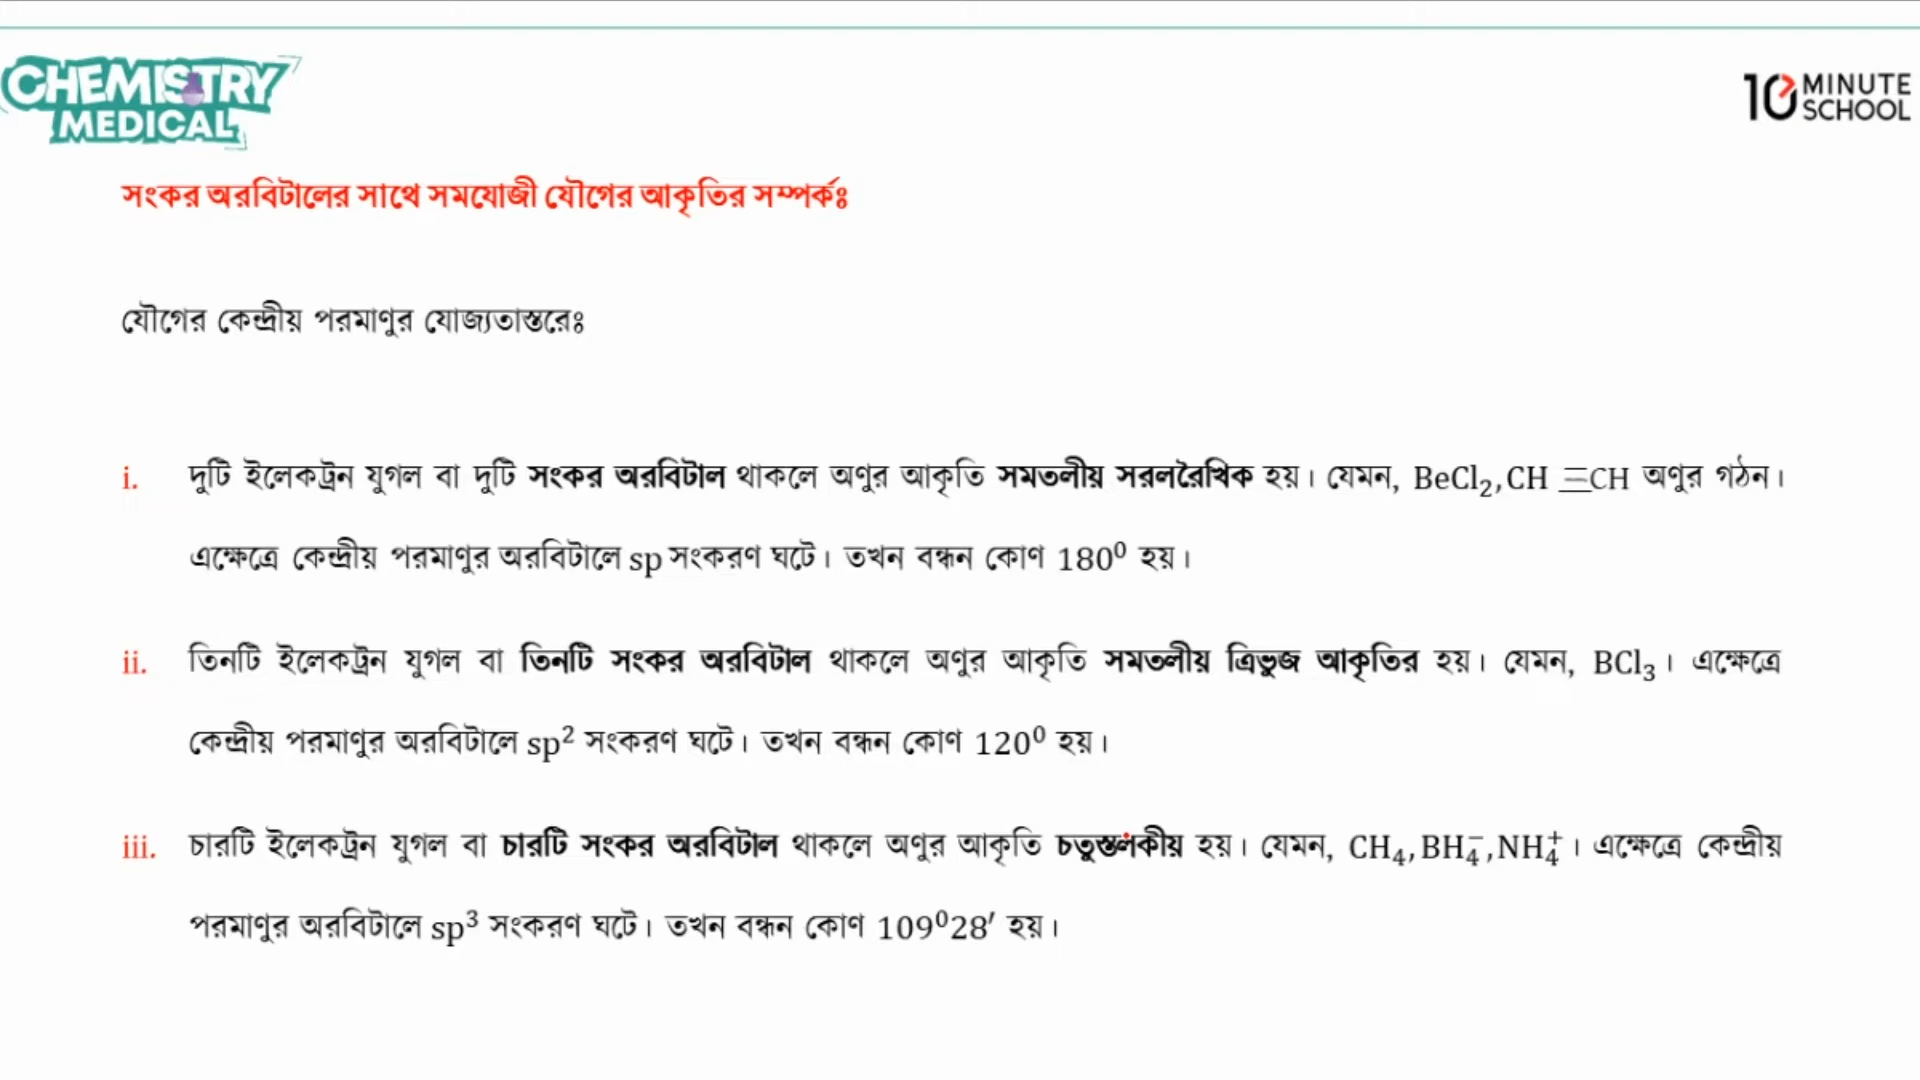 CHEMISTRY
MEDICAL
10 MINUTE
SCHOOL
সংকর অরবিটালের সাথে সমযোজী যৌগের আকৃতির সম্পর্কঃ
যৌগের কেন্দ্রীয় পরমাণুর যোজ্যতাস্তরেঃ
i. দুটি ইলেকট্রন যুগল বা দুটি সংকর অরবিটাল থাকলে অণুর আকৃতি সমতলীয় সরলরৈখিক হয়। যেমন, BeCl₂, CH ≡CH অণুর গঠন।
এক্ষেত্রে কেন্দ্রীয় পরমাণুর অরবিটালে sp সংকরণ ঘটে। তখন বন্ধন কোণ 180⁰ হয়।
ii. তিনটি ইলেকট্রন যুগল বা তিনটি সংকর অরবিটাল থাকলে অণুর আকৃতি সমতলীয় ত্রিভুজ আকৃতির হয়। যেমন, BCl₃। এক্ষেত্রে
কেন্দ্রীয় পরমাণুর অরবিটালে sp² সংকরণ ঘটে। তখন বন্ধন কোণ 120⁰ হয়।
iii. চারটি ইলেকট্রন যুগল বা চারটি সংকর অরবিটাল থাকলে অণুর আকৃতি চতুস্তলকীয় হয়। যেমন, CH₄, BH₄⁻, NH₄⁺। এক্ষেত্রে কেন্দ্রীয়
পরমাণুর অরবিটালে sp³ সংকরণ ঘটে। তখন বন্ধন কোণ 109⁰28′ হয়।